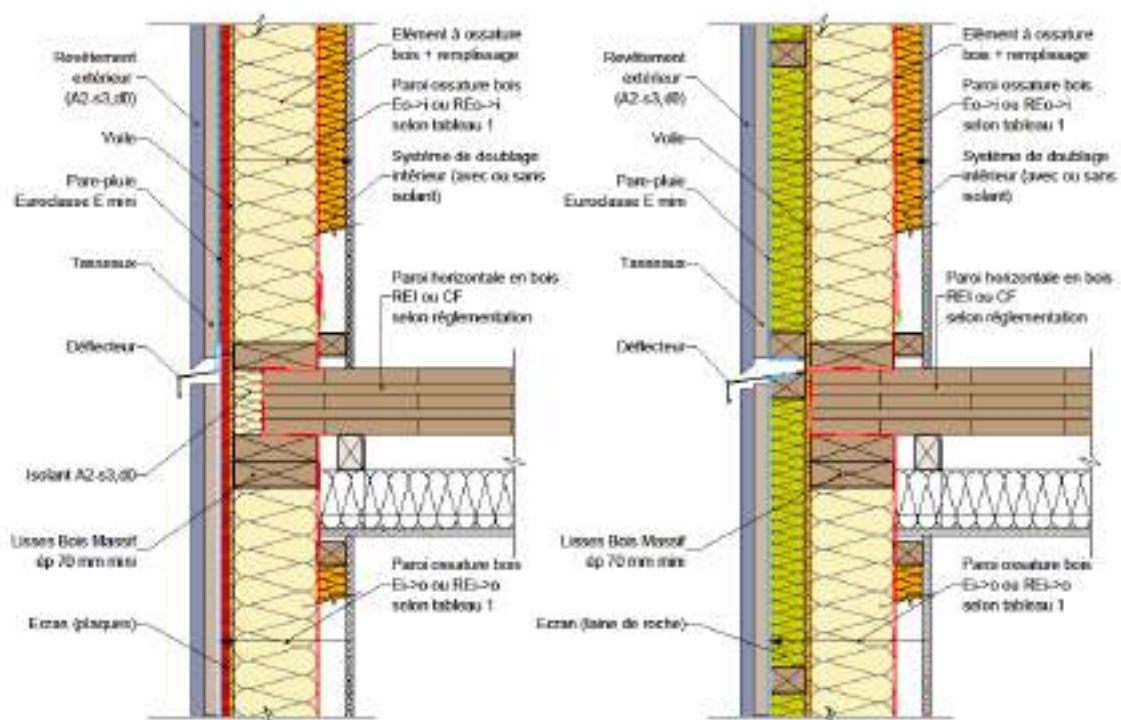 Revêtement
extérieur
(A2-s3,d0)
Voile
Pare-pluie
Euroclasse E mini
Tasseaux
Déflecteur
Isolant A2-s3,d0
Lisses Bois Massif
ép 70 mm mini
Ecran (plaques)
Elément à ossature
bois + remplissage
Paroi ossature bois
Eo->i ou REo->i
selon tableau 1
Système de doublage
intérieur (avec ou sans
isolant)
Paroi horizontale en bois
REI ou CF
selon réglementation
Paroi ossature bois
Ei->o ou REi->o
selon tableau 1
Revêtement
extérieur
(A2-s3,d0)
Voile
Pare-pluie
Euroclasse E mini
Tasseaux
Déflecteur
Lisses Bois Massif
ép 70 mm mini
Ecran (laine de roche)
Elément à ossature
bois + remplissage
Paroi ossature bois
Eo->i ou REo->i
selon tableau 1
Système de doublage
intérieur (avec ou sans
isolant)
Paroi horizontale en bois
REI ou CF
selon réglementation
Paroi ossature bois
Ei->o ou REi->o
selon tableau 1